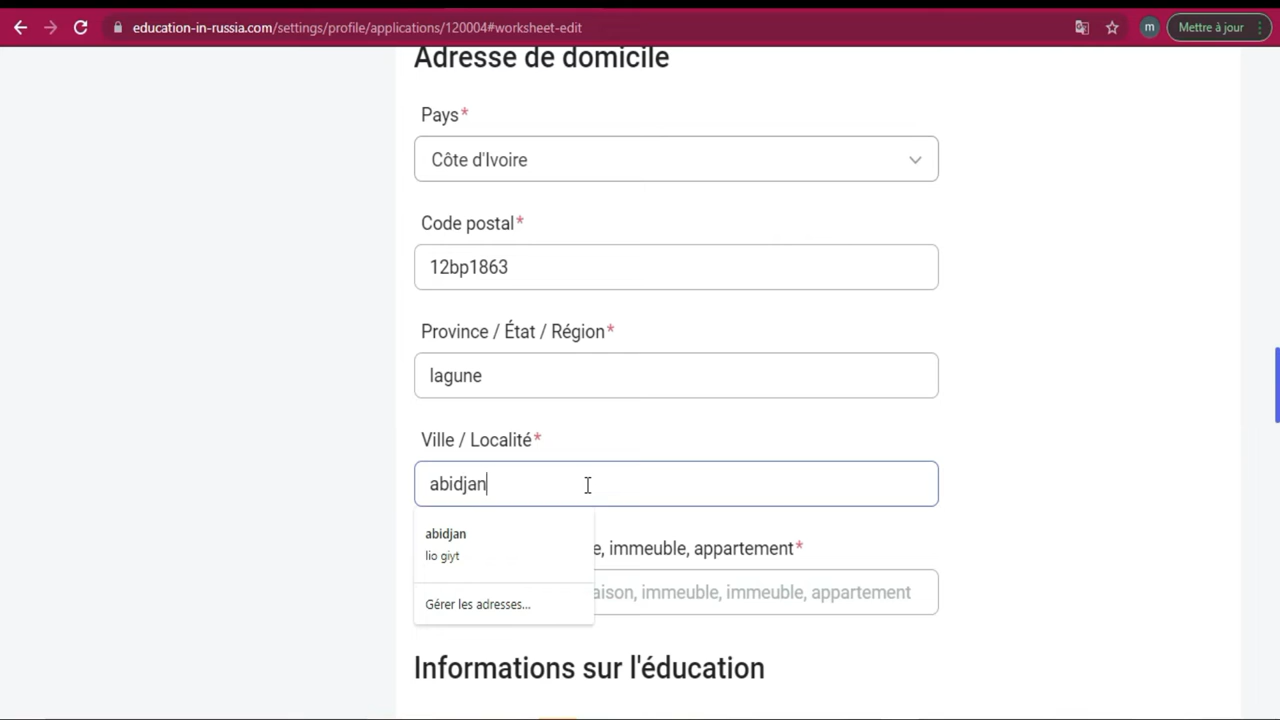 education-in-russia.com/settings/profile/applications/120004#worksheet-edit
m
Mettre à jour
Adresse de domicile
Pays*
Côte d'Ivoire
Code postal*
12bp1863
Province / État / Région*
lagune
Ville / Localité*
abidjan
abidjan
lio giyt
Gérer les adresses...
e, immeuble, appartement*
aison, immeuble, immeuble, appartement
Informations sur l'éducation